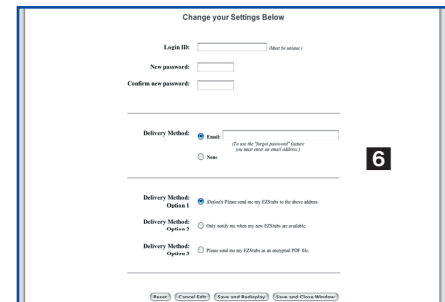 Change your Settings Below
Login ID: (Must be unique.)
New password:
Confirm new password:
Delivery Method: Email:
(To use the "forgot password" feature
you must enter an email address.)
None
6
Delivery Method:
Option 1 (Default) Please send me my EZStubs to the above address.
Delivery Method:
Option 2 Only notify me when my new EZStubs are available.
Delivery Method:
Option 3 Please send me my EZStubs as an encrypted PDF file.
Reset Cancel Edit Save and Redisplay Save and Close Window